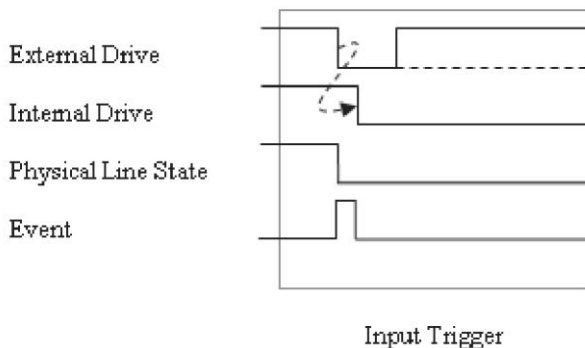 External Drive
Internal Drive
Physical Line State
Event
Input Trigger